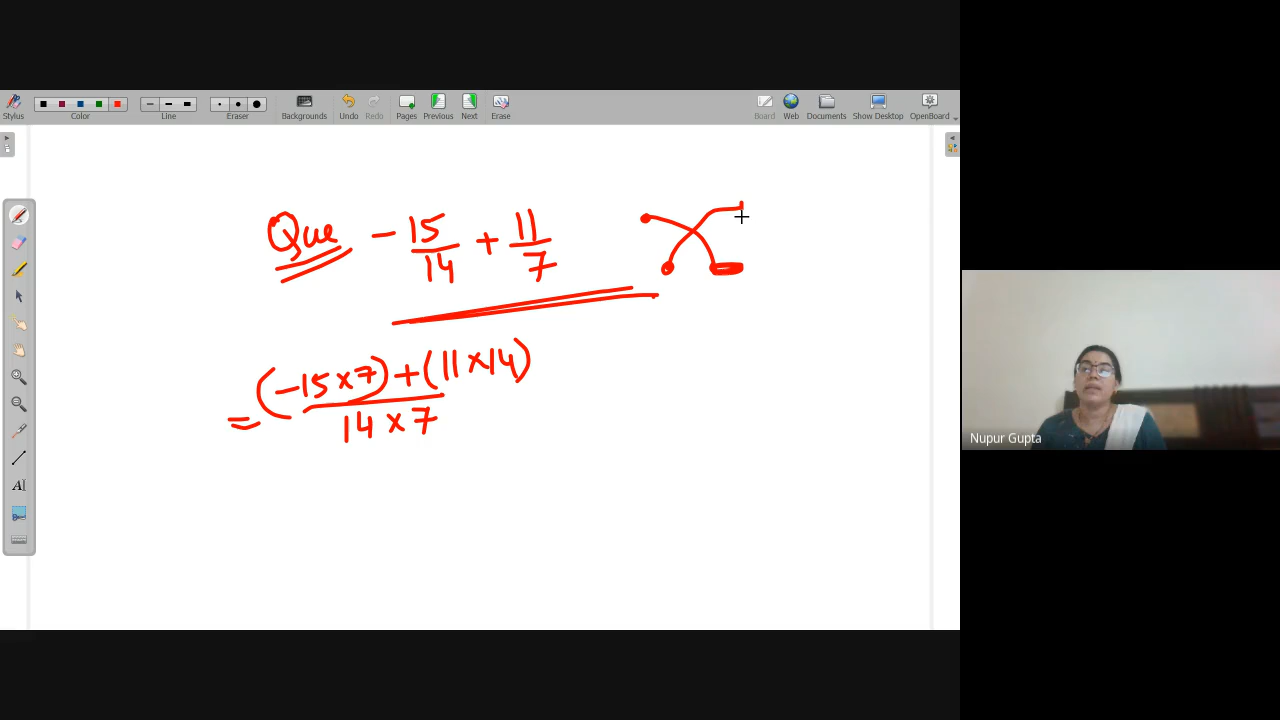 Stylus Color Line Eraser Backgrounds Undo Redo Pages Previous Next Erase Board Web Documents Show Desktop OpenBoard
Que -15/14 + 11/7
= (-15×7)+(11×14)/14×7
Nupur Gupta